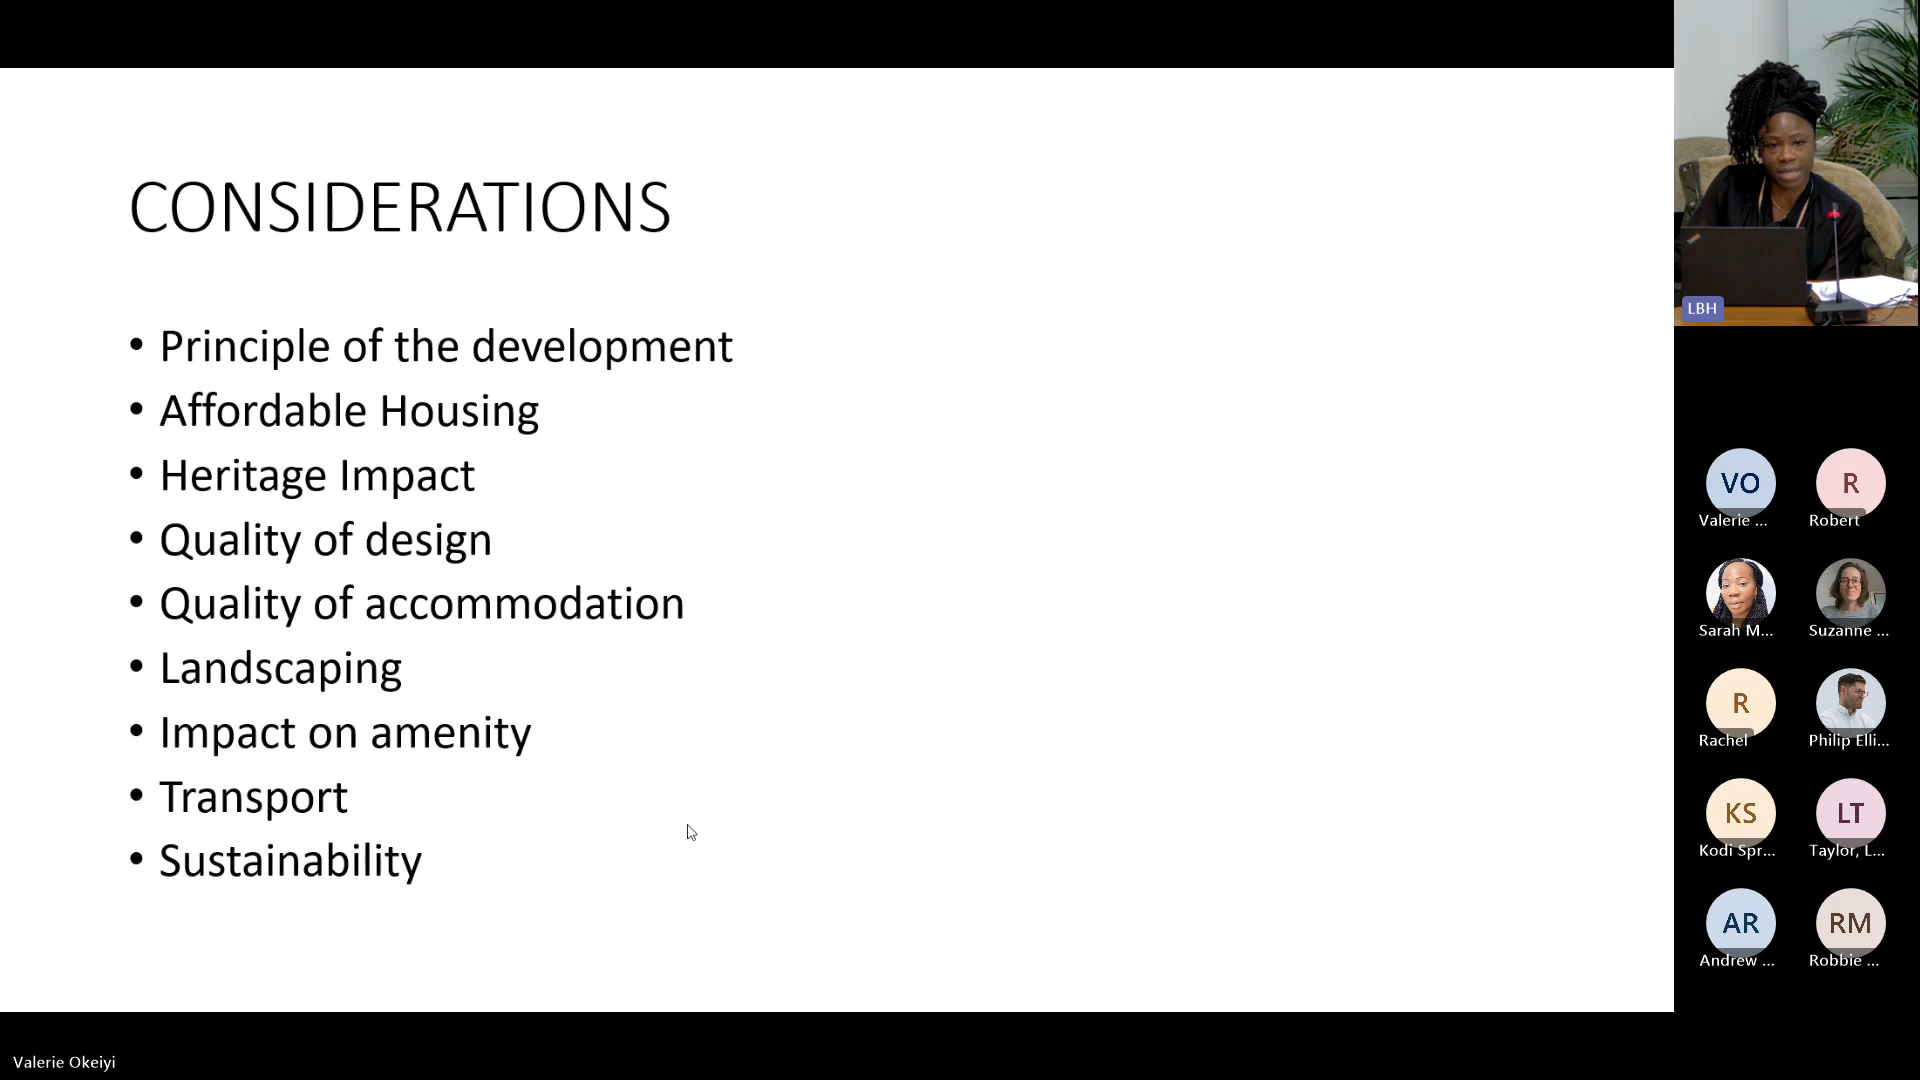 CONSIDERATIONS
• Principle of the development
• Affordable Housing
• Heritage Impact
• Quality of design
• Quality of accommodation
• Landscaping
• Impact on amenity
• Transport
• Sustainability
LBH
VO R
Valerie ... Robert
Sarah M... Suzanne ...
R
Rachel Philip Elli...
KS LT
Kodi Spr... Taylor, L...
AR RM
Andrew ... Robbie ...
Valerie Okeiyi